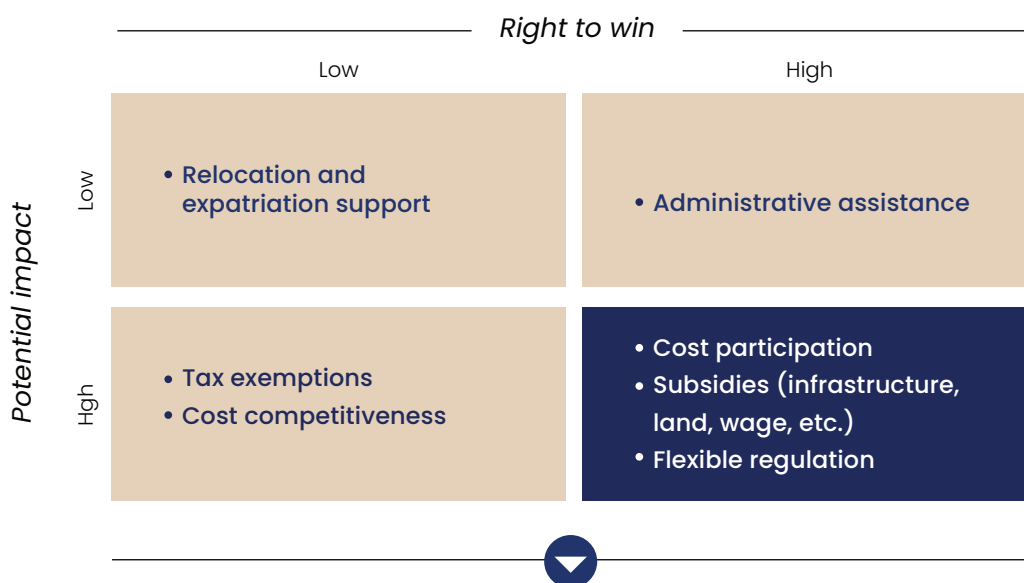 Right to win
Low
High
Potential impact
Low
• Relocation and
expatriation support
• Administrative assistance
Hgh
• Tax exemptions
• Cost competitiveness
• Cost participation
• Subsidies (infrastructure,
land, wage, etc.)
• Flexible regulation